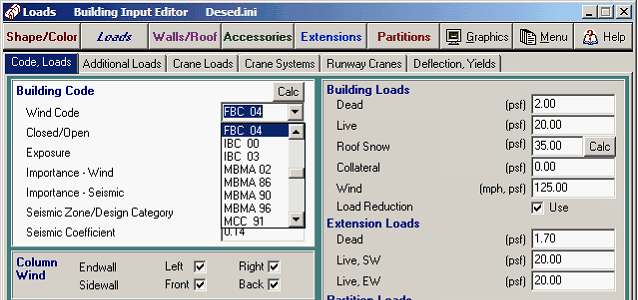 Loads Building Input Editor Desed.ini
Shape/Color Loads Walls/Roof Accessories Extensions Partitions Graphics Menu Help
Code, Loads Additional Loads Crane Loads Crane Systems Runway Cranes Deflection, Yields
Building Code Calc
Wind Code FBC 04
Closed/Open FBC 04
Exposure IBC 00
IBC 03
Importance - Wind MBMA 02
MBMA 86
Importance - Seismic MBMA 90
Seismic Zone/Design Category MBMA 96
MCC 91
Seismic Coefficient 0.14
Column Wind
Endwall Left Right
Sidewall Front Back
Building Loads
Dead (psf) 2.00
Live (psf) 20.00
Roof Snow (psf) 35.00 Calc
Collateral (psf) 0.00
Wind (mph, psf) 125.00
Load Reduction Use
Extension Loads
Dead (psf) 1.70
Live, SW (psf) 20.00
Live, EW (psf) 20.00
Partition Loads